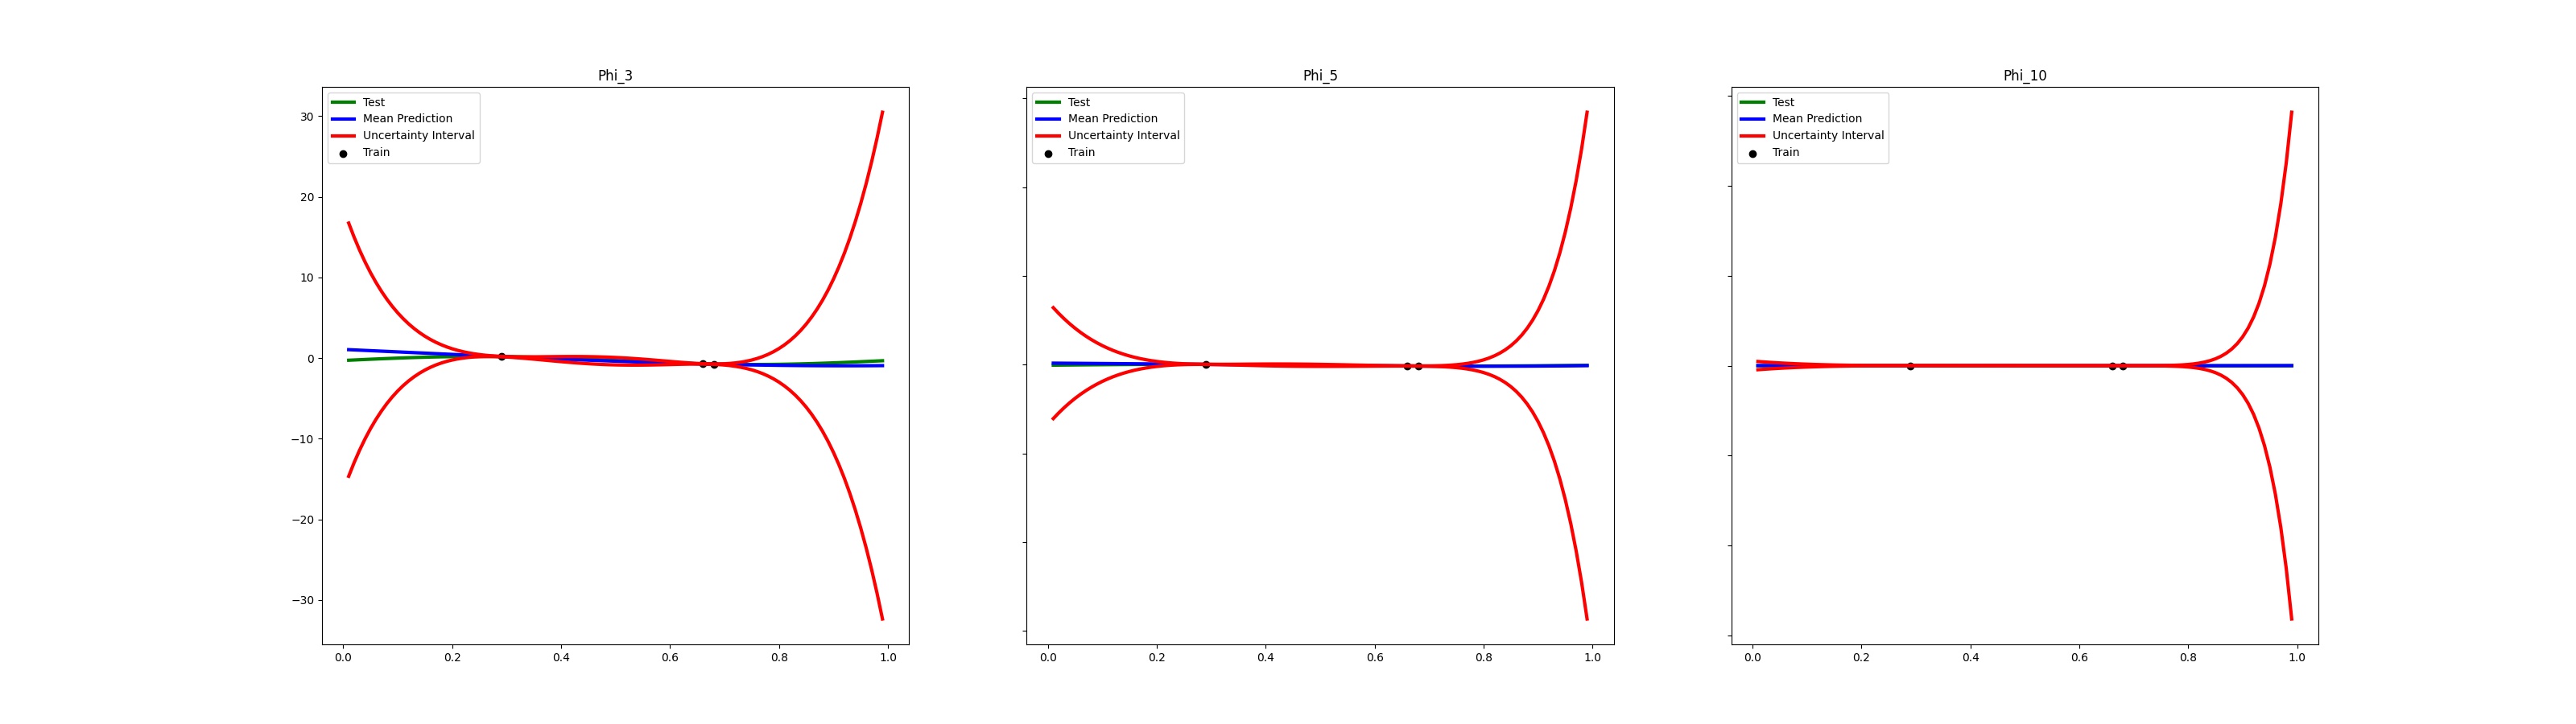 Phi_3
Test
Mean Prediction
Uncertainty Interval
Train
30
20
10
0
−10
−20
−30
0.0 0.2 0.4 0.6 0.8 1.0
Phi_5
Test
Mean Prediction
Uncertainty Interval
Train
0.0 0.2 0.4 0.6 0.8 1.0
Phi_10
Test
Mean Prediction
Uncertainty Interval
Train
0.0 0.2 0.4 0.6 0.8 1.0